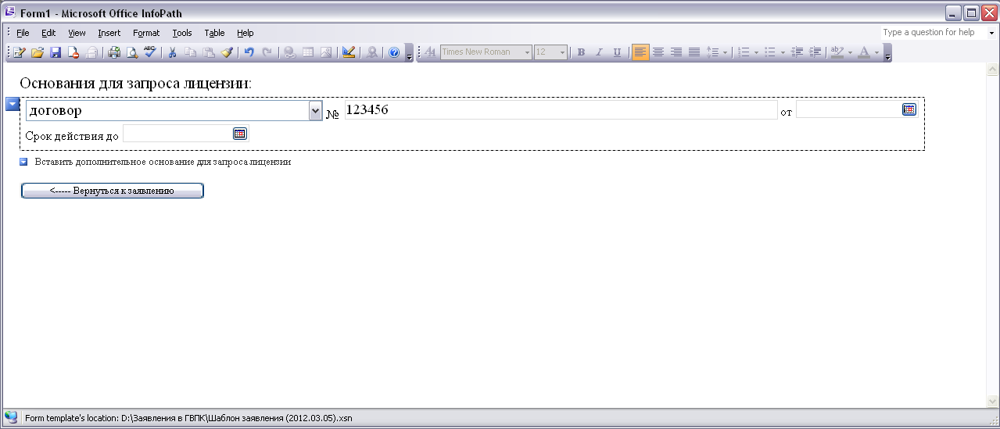 Form1 - Microsoft Office InfoPath
File Edit View Insert Format Tools Table Help Type a question for help
Times New Roman 12
Основания для запроса лицензии:
договор № 123456 от
Срок действия до
Вставить дополнительное основание для запроса лицензии
<----- Вернуться к заявлению
Form template's location: D:\Заявления в ГВПК\Шаблон заявления (2012.03.05).xsn